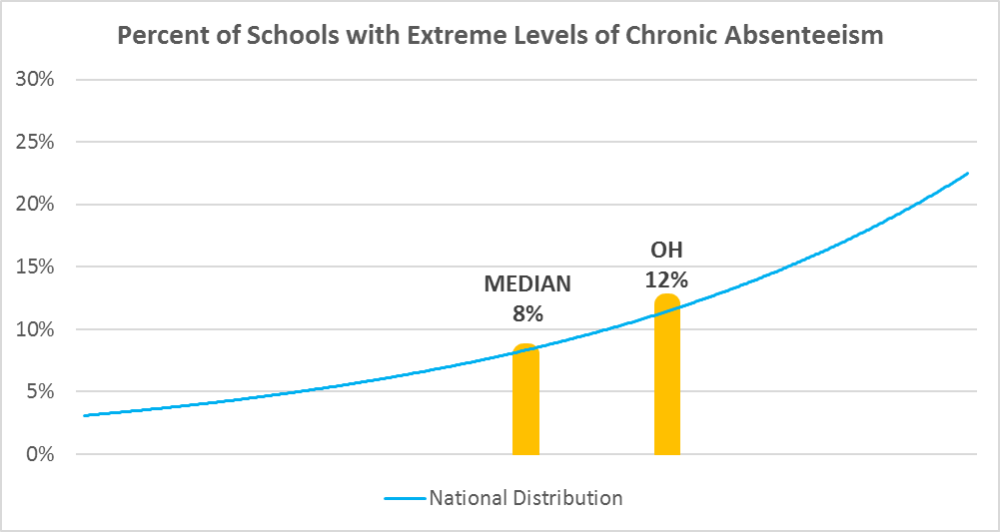 Percent of Schools with Extreme Levels of Chronic Absenteeism
30%
25%
20%
15%
10%
5%
0%
OH
12%
MEDIAN
8%
National Distribution